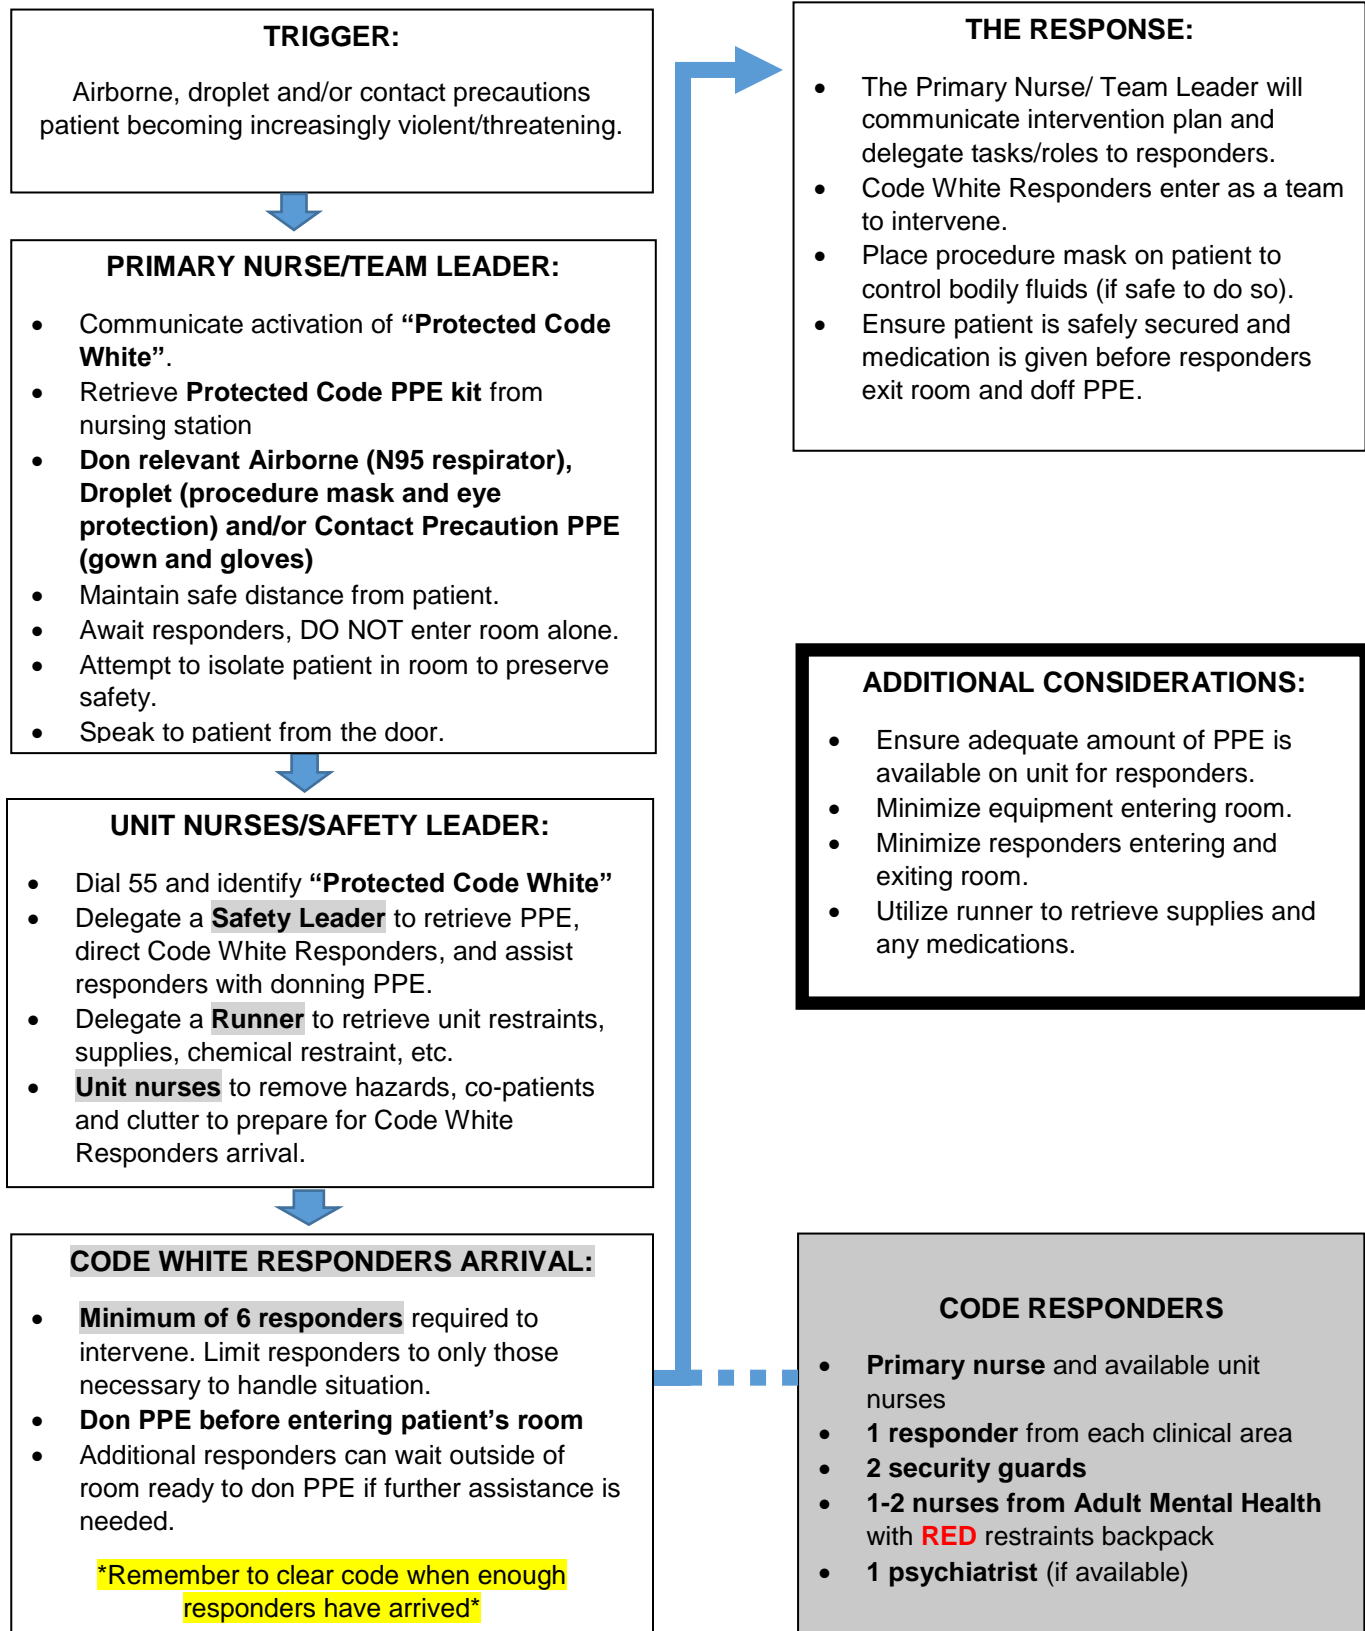 TRIGGER:
Airborne, droplet and/or contact precautions
patient becoming increasingly violent/threatening.
PRIMARY NURSE/TEAM LEADER:
• Communicate activation of “Protected Code
White”.
• Retrieve Protected Code PPE kit from
nursing station
• Don relevant Airborne (N95 respirator),
Droplet (procedure mask and eye
protection) and/or Contact Precaution PPE
(gown and gloves)
• Maintain safe distance from patient.
• Await responders, DO NOT enter room alone.
• Attempt to isolate patient in room to preserve
safety.
• Speak to patient from the door.
UNIT NURSES/SAFETY LEADER:
• Dial 55 and identify “Protected Code White”
• Delegate a Safety Leader to retrieve PPE,
direct Code White Responders, and assist
responders with donning PPE.
• Delegate a Runner to retrieve unit restraints,
supplies, chemical restraint, etc.
• Unit nurses to remove hazards, co-patients
and clutter to prepare for Code White
Responders arrival.
CODE WHITE RESPONDERS ARRIVAL:
• Minimum of 6 responders required to
intervene. Limit responders to only those
necessary to handle situation.
• Don PPE before entering patient’s room
• Additional responders can wait outside of
room ready to don PPE if further assistance is
needed.
*Remember to clear code when enough
responders have arrived*
THE RESPONSE:
• The Primary Nurse/ Team Leader will
communicate intervention plan and
delegate tasks/roles to responders.
• Code White Responders enter as a team
to intervene.
• Place procedure mask on patient to
control bodily fluids (if safe to do so).
• Ensure patient is safely secured and
medication is given before responders
exit room and doff PPE.
ADDITIONAL CONSIDERATIONS:
• Ensure adequate amount of PPE is
available on unit for responders.
• Minimize equipment entering room.
• Minimize responders entering and
exiting room.
• Utilize runner to retrieve supplies and
any medications.
CODE RESPONDERS
• Primary nurse and available unit
nurses
• 1 responder from each clinical area
• 2 security guards
• 1-2 nurses from Adult Mental Health
with RED restraints backpack
• 1 psychiatrist (if available)